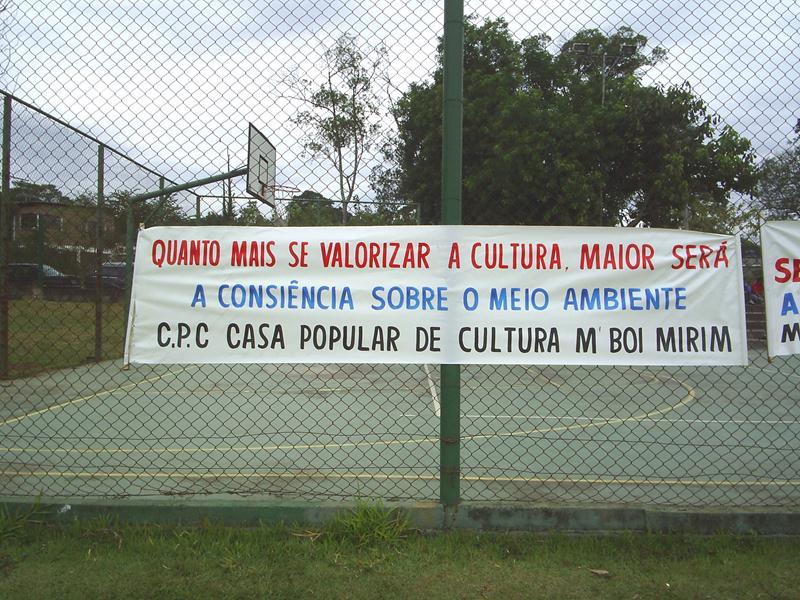 QUANTO MAIS SE VALORIZAR A CULTURA, MAIOR SERÁ
A CONSIÊNCIA SOBRE O MEIO AMBIENTE
C.P.C CASA POPULAR DE CULTURA M'BOI MIRIM